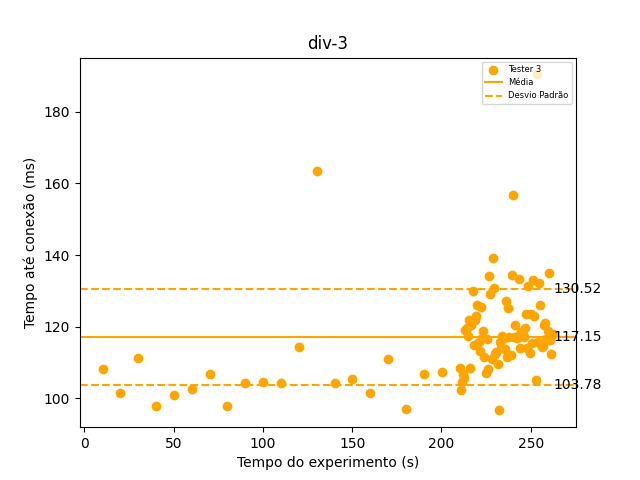 div-3
Tester 3
Média
Desvio Padrão
180
160
140
120
100
130.52
117.15
103.78
Tempo até conexão (ms)
0 50 100 150 200 250
Tempo do experimento (s)